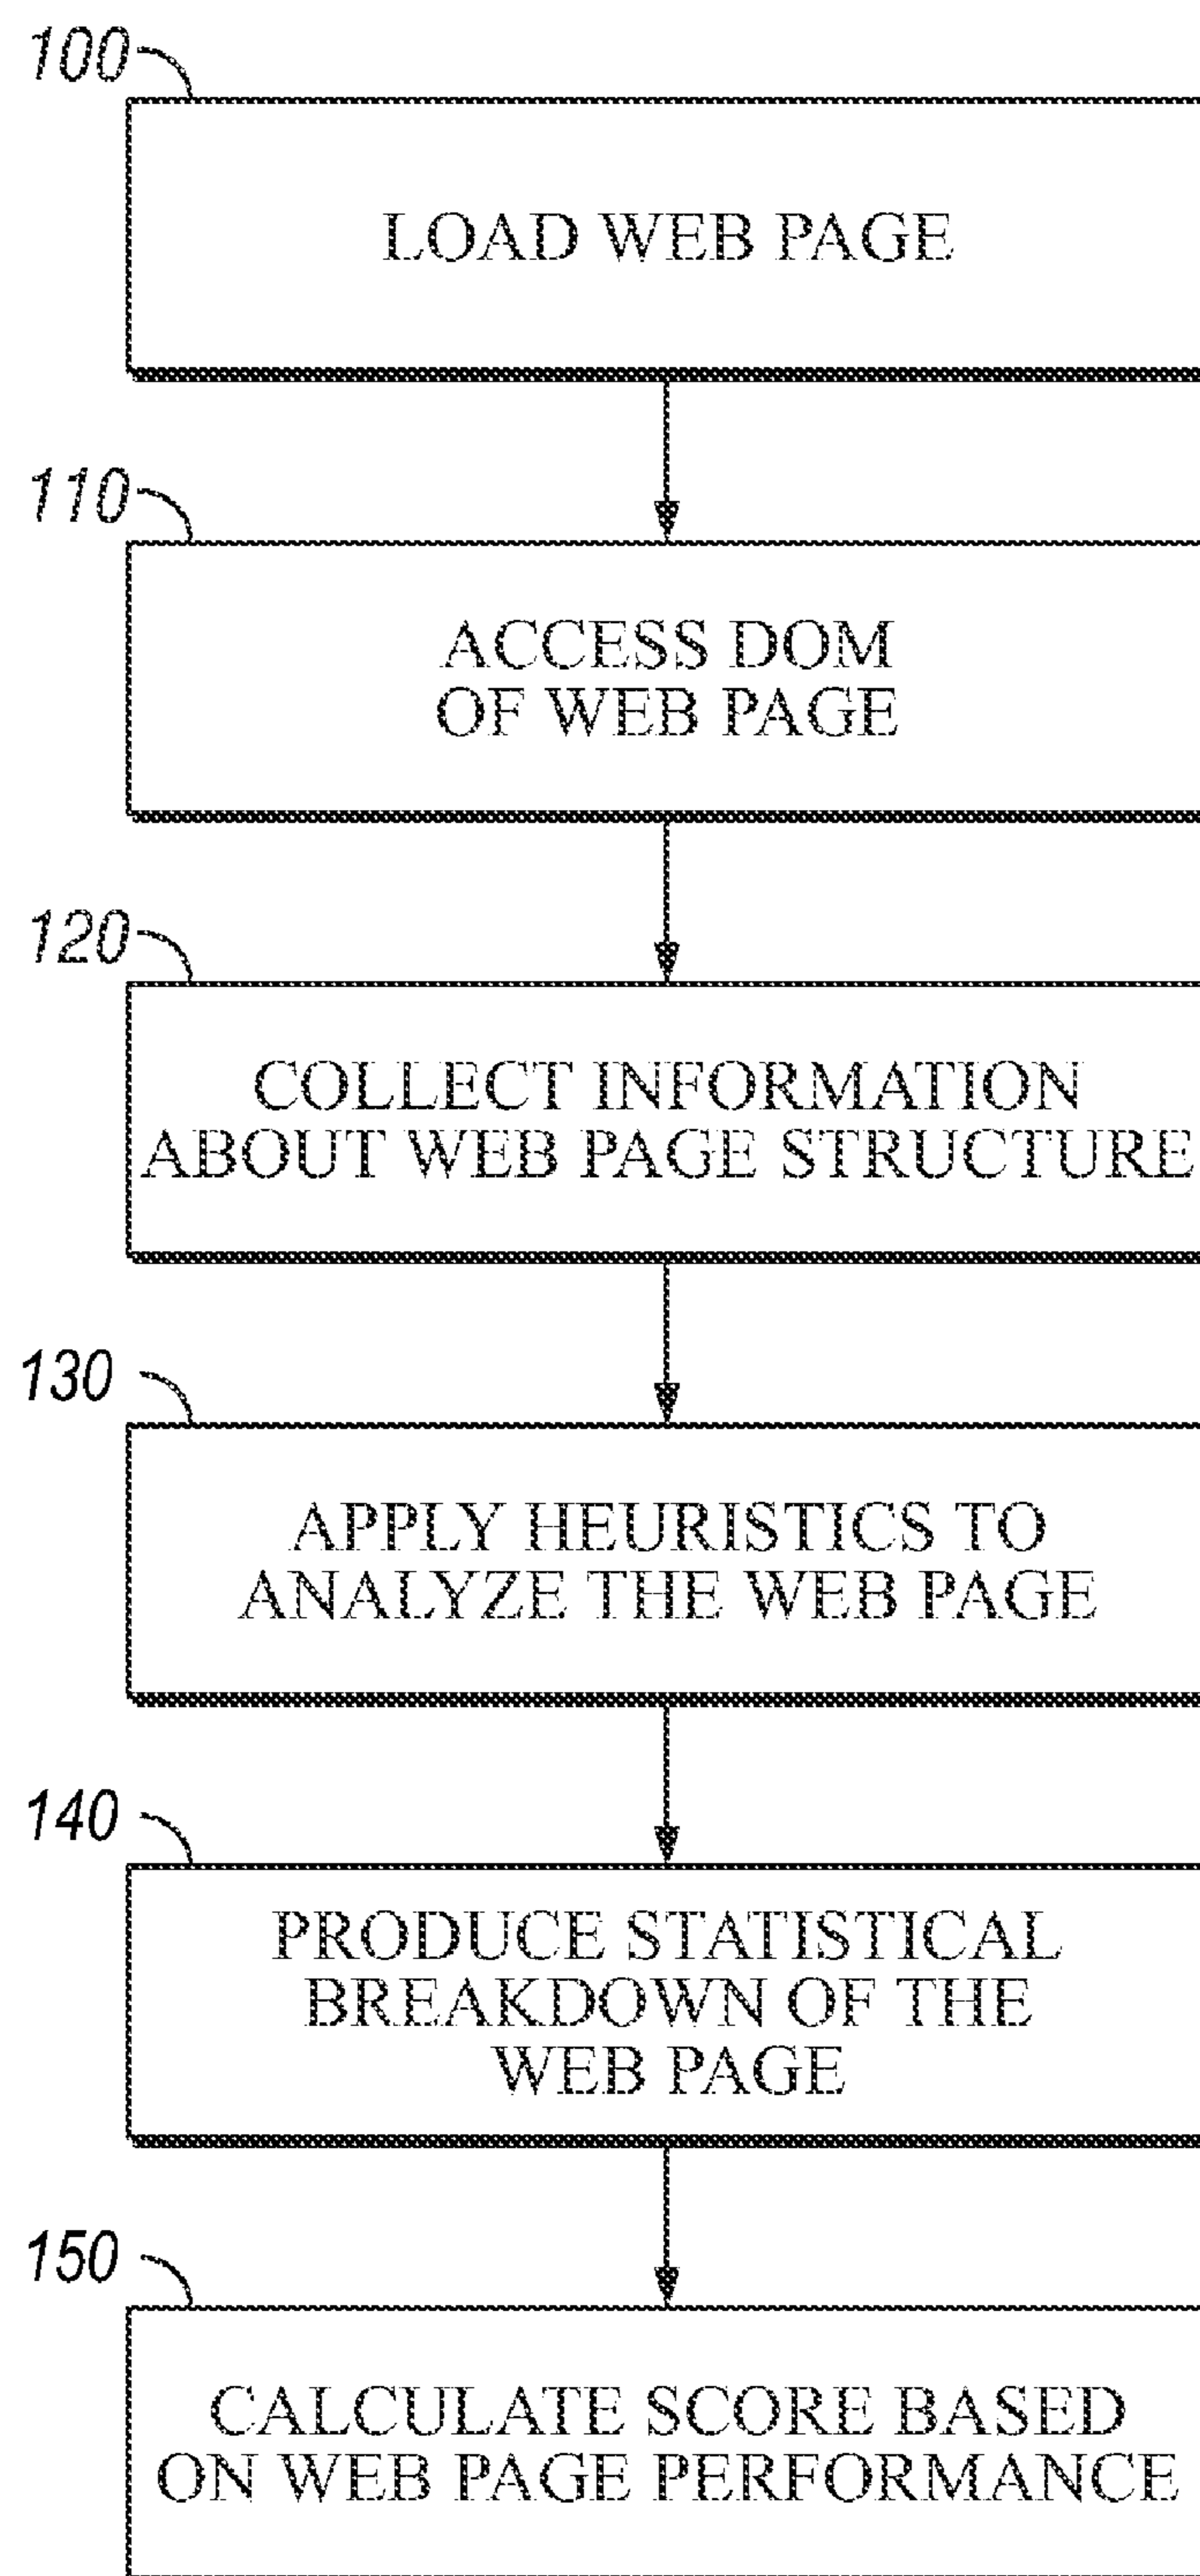 100
LOAD WEB PAGE
110
ACCESS DOM
OF WEB PAGE
120
COLLECT INFORMATION
ABOUT WEB PAGE STRUCTURE
130
APPLY HEURISTICS TO
ANALYZE THE WEB PAGE
140
PRODUCE STATISTICAL
BREAKDOWN OF THE
WEB PAGE
150
CALCULATE SCORE BASED
ON WEB PAGE PERFORMANCE